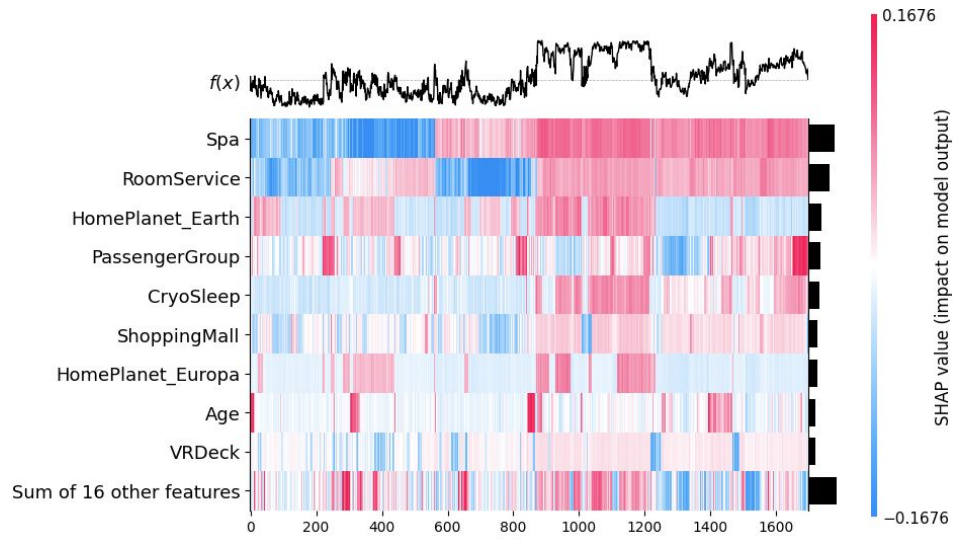 0.1676
f(x)
Spa
RoomService
HomePlanet_Earth
PassengerGroup
CryoSleep
ShoppingMall
HomePlanet_Europa
Age
VRDeck
Sum of 16 other features
0 200 400 600 800 1000 1200 1400 1600
−0.1676
SHAP value (impact on model output)